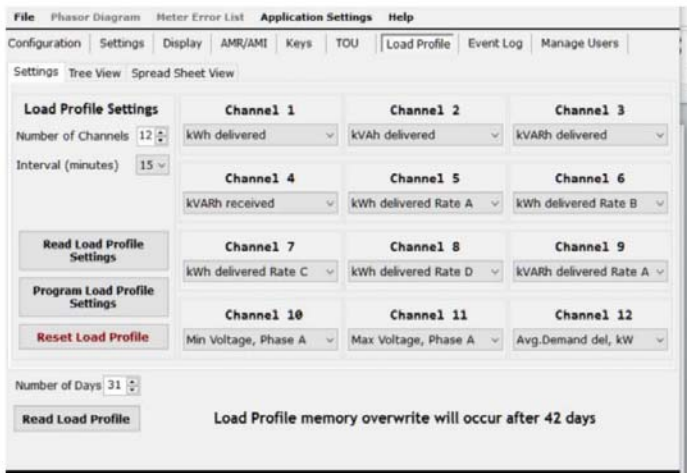 File Phasor Diagram Meter Error List Application Settings Help
Configuration Settings Display AMR/AMI Keys TOU Load Profile Event Log Manage Users
Settings Tree View Spread Sheet View
Load Profile Settings
Number of Channels 12
Interval (minutes) 15
Channel 1 Channel 2 Channel 3
kWh delivered kVAh delivered kVARh delivered
Channel 4 Channel 5 Channel 6
kVARh received kWh delivered Rate A kWh delivered Rate B
Read Load Profile
Settings
Channel 7 Channel 8 Channel 9
kWh delivered Rate C kWh delivered Rate D kVARh delivered Rate A
Program Load Profile
Settings
Channel 10 Channel 11 Channel 12
Reset Load Profile
Min Voltage, Phase A Max Voltage, Phase A Avg.Demand del, kW
Number of Days 31
Read Load Profile
Load Profile memory overwrite will occur after 42 days